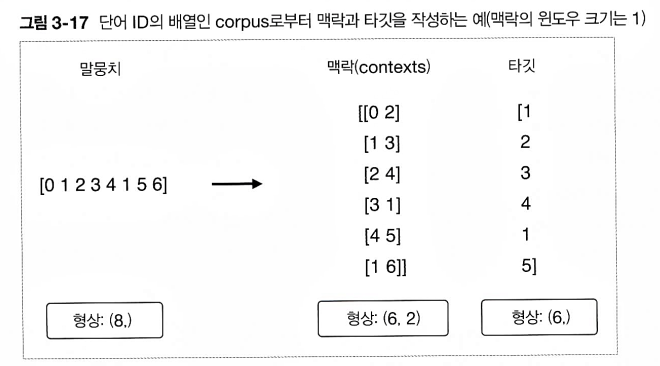 그림 3-17 단어 ID의 배열인 corpus로부터 맥락과 타깃을 작성하는 예(맥락의 윈도우 크기는 1)
말뭉치 맥락(contexts) 타깃
[[0 2] [1
[1 3] 2
[0 1 2 3 4 1 5 6] [2 4] 3
[3 1] 4
[4 5] 1
[1 6]] 5]
형상: (8,) 형상: (6, 2) 형상: (6,)